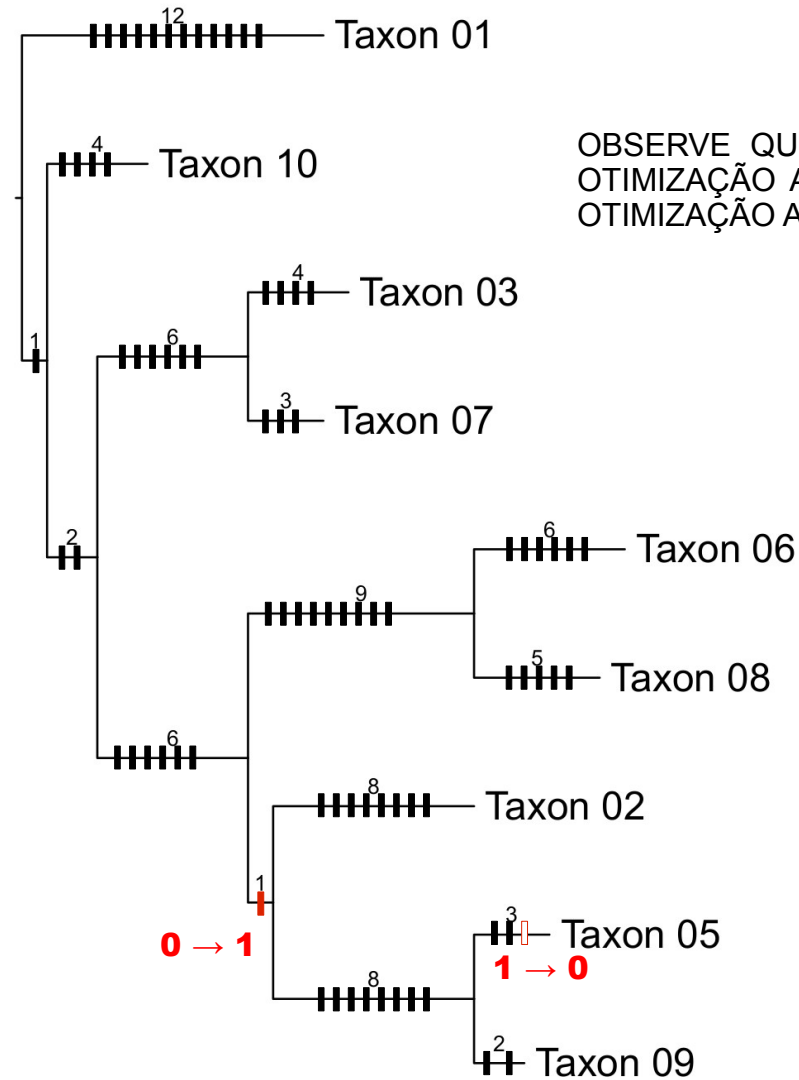 12
Taxon 01
4
Taxon 10
OBSERVE QU
OTIMIZAÇÃO A
OTIMIZAÇÃO A
4
Taxon 03
1
6
3
Taxon 07
2
6
Taxon 06
9
5
Taxon 08
6
8
Taxon 02
1
0 → 1
3
Taxon 05
1 → 0
8
2
Taxon 09